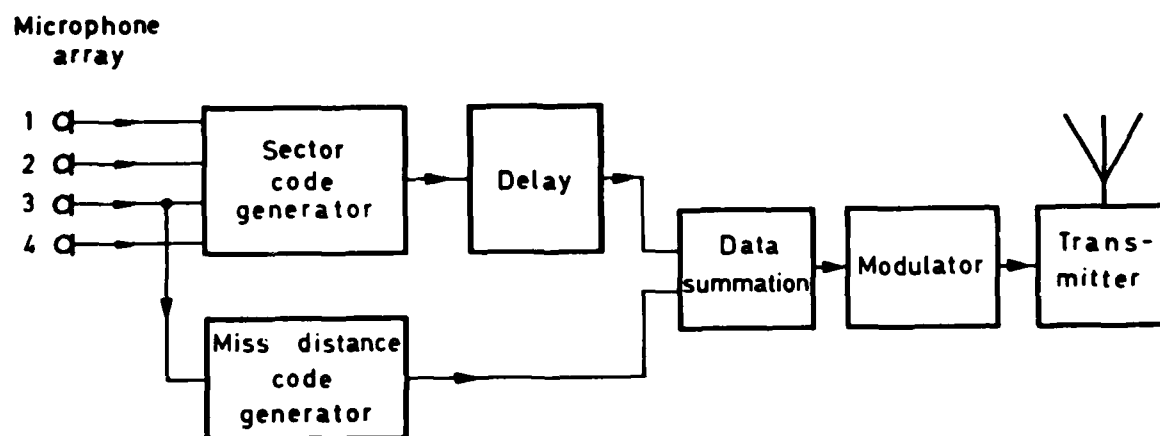 Microphone
array
1
2
3
4
Sector
code
generator
Delay
Miss distance
code
generator
Data
summation
Modulator
Trans-
mitter